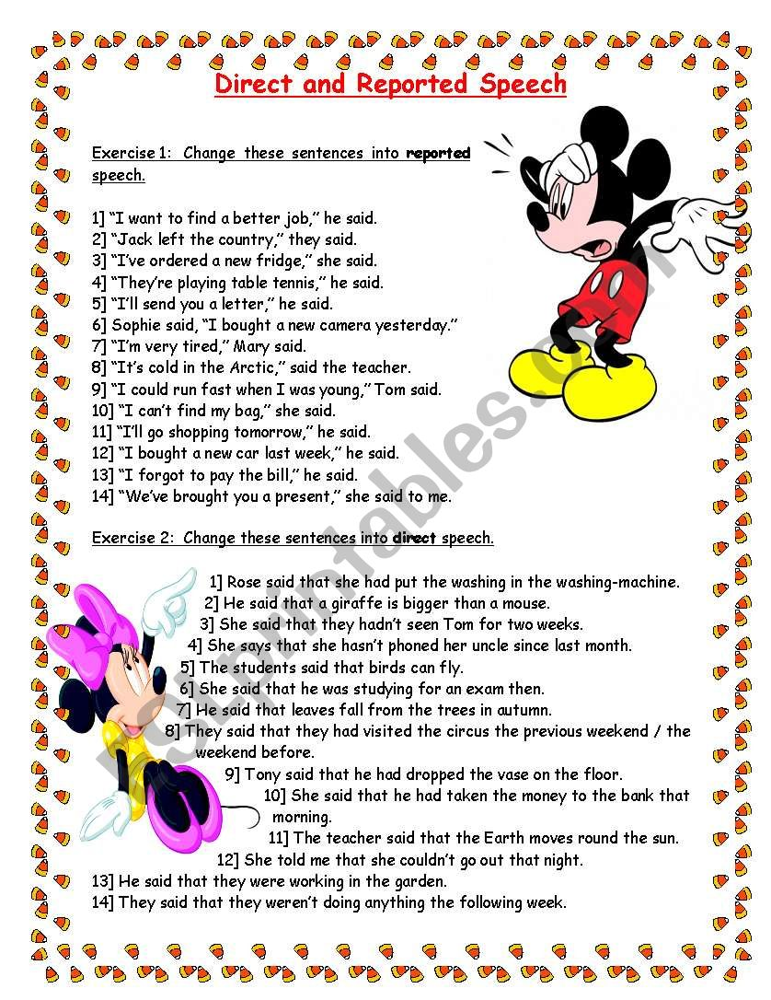 Direct and Reported Speech
Exercise 1: Change these sentences into reported
speech.
1] “I want to find a better job,” he said.
2] “Jack left the country,” they said.
3] “I’ve ordered a new fridge,” she said.
4] “They’re playing table tennis,” he said.
5] “I’ll send you a letter,” he said.
6] Sophie said, “I bought a new camera yesterday.”
7] “I’m very tired,” Mary said.
8] “It’s cold in the Arctic,” said the teacher.
9] “I could run fast when I was young,” Tom said.
10] “I can’t find my bag,” she said.
11] “I’ll go shopping tomorrow,” he said.
12] “I bought a new car last week,” he said.
13] “I forgot to pay the bill,” he said.
14] “We’ve brought you a present,” she said to me.
Exercise 2: Change these sentences into direct speech.
1] Rose said that she had put the washing in the washing-machine.
2] He said that a giraffe is bigger than a mouse.
3] She said that they hadn’t seen Tom for two weeks.
4] She says that she hasn’t phoned her uncle since last month.
5] The students said that birds can fly.
6] She said that he was studying for an exam then.
7] He said that leaves fall from the trees in autumn.
8] They said that they had visited the circus the previous weekend / the
weekend before.
9] Tony said that he had dropped the vase on the floor.
10] She said that he had taken the money to the bank that
morning.
11] The teacher said that the Earth moves round the sun.
12] She told me that she couldn’t go out that night.
13] He said that they were working in the garden.
14] They said that they weren’t doing anything the following week.
ESLprintables.com